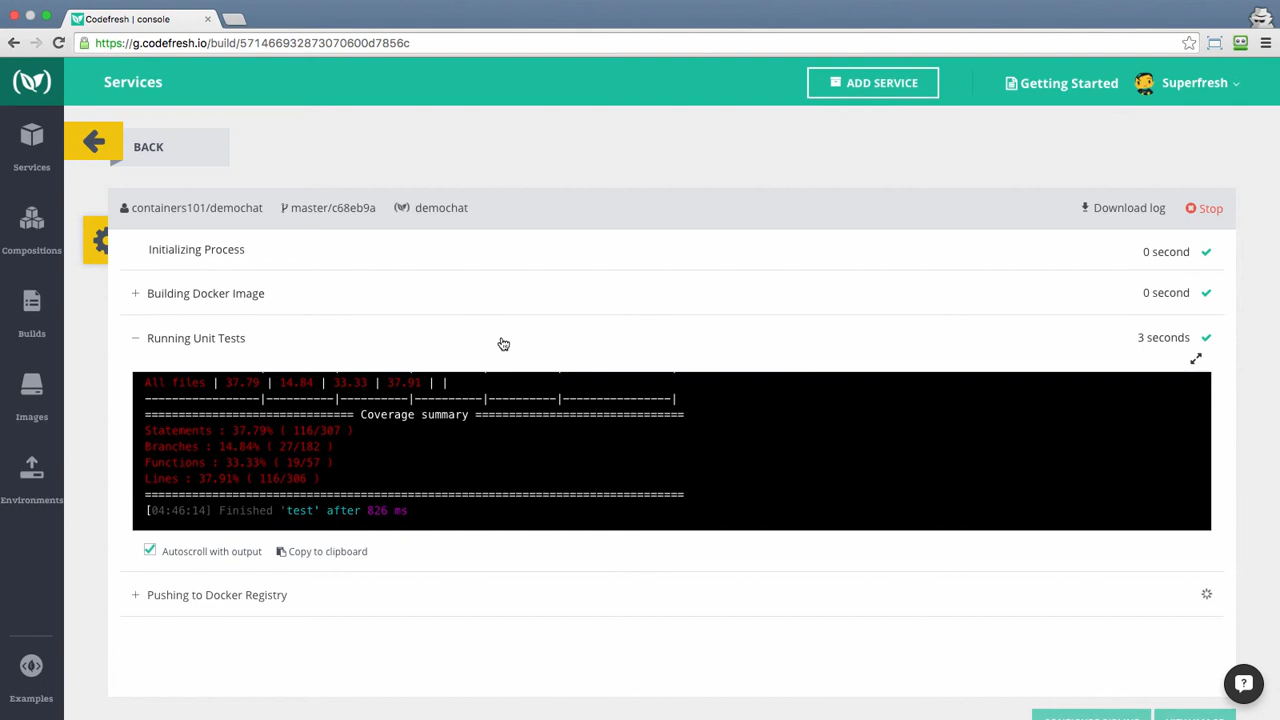 Codefresh | console
https://g.codefresh.io/build/571466932873070600d7856c
Services
ADD SERVICE
Getting Started
Superfresh
Services
Compositions
Builds
Images
Environments
Examples
BACK
containers101/demochat
master/c68eb9a
demochat
Download log
Stop
Initializing Process
0 second
+ Building Docker Image
0 second
− Running Unit Tests
3 seconds
All files | 37.79 | 14.84 | 33.33 | 37.91 | |
-----------------|----------|----------|----------|----------|----------------|
=============================== Coverage summary ===============================
Statements : 37.79% ( 116/307 )
Branches : 14.84% ( 27/182 )
Functions : 33.33% ( 19/57 )
Lines : 37.91% ( 116/306 )
================================================================================
[04:46:14] Finished 'test' after 826 ms
Autoscroll with output
Copy to clipboard
+ Pushing to Docker Registry